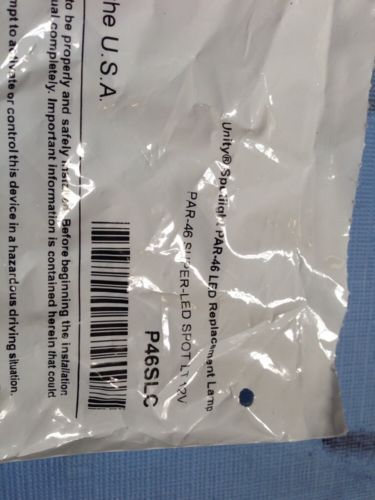 Unity® Spotlight PAR-46 LED Replacement Lamp
PAR-46 SUPER-LED SPOT LT 12V
P46SLC
the U.S.A.
to be properly and safely Before beginning the installation
ual completely. Important information is contained herein that could
mpt to activate or control this device in a hazardous driving situation.